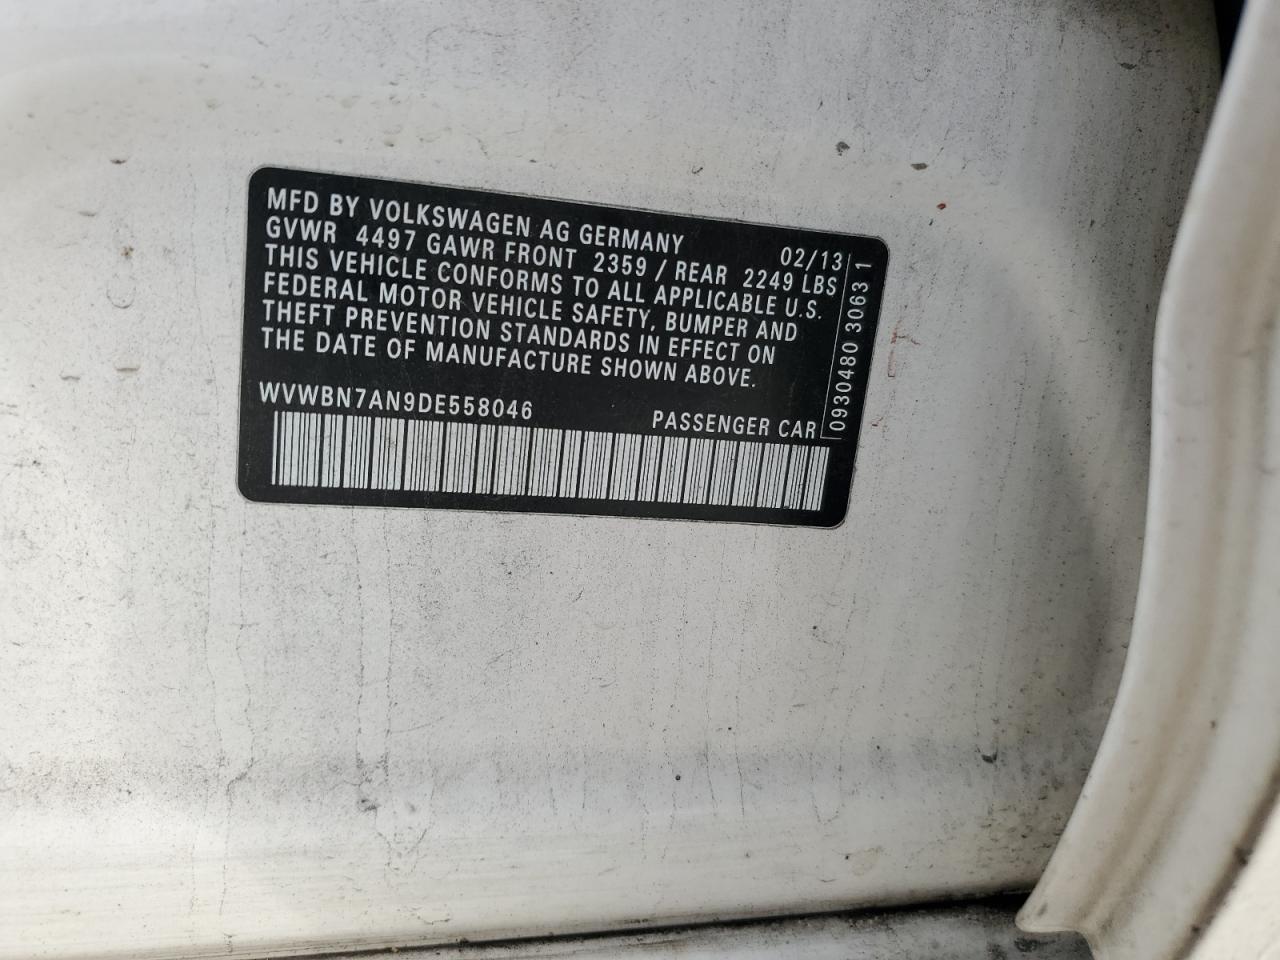 MFD BY VOLKSWAGEN AG GERMANY 02/13
GVWR 4497 GAWR FRONT 2359 / REAR 2249 LBS
THIS VEHICLE CONFORMS TO ALL APPLICABLE U.S.
FEDERAL MOTOR VEHICLE SAFETY, BUMPER AND
THEFT PREVENTION STANDARDS IN EFFECT ON
THE DATE OF MANUFACTURE SHOWN ABOVE.
WVWBN7AN9DE558046 PASSENGER CAR
0930480 30631